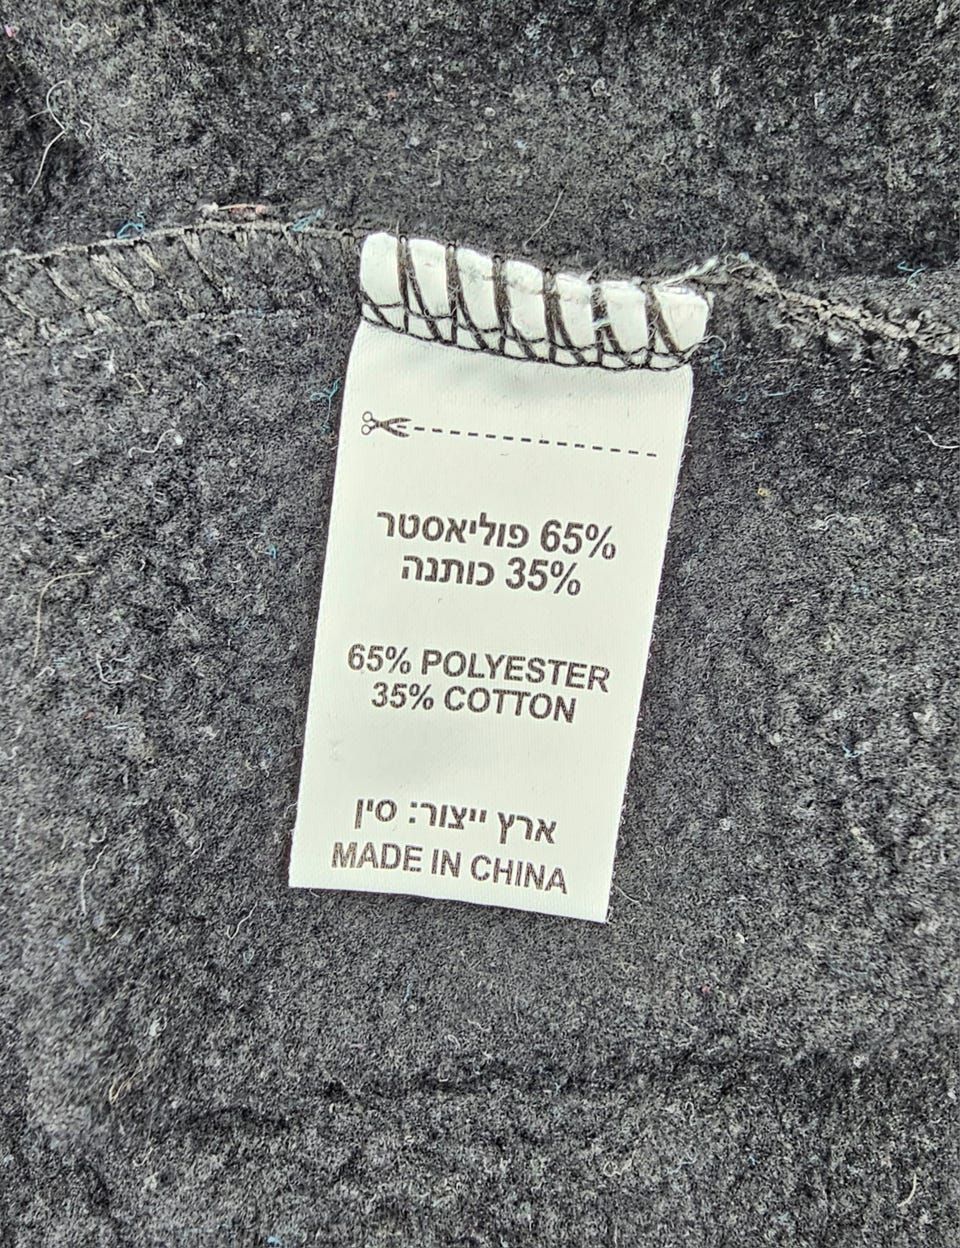 65% פוליאסטר
35% כותנה
65% POLYESTER
35% COTTON
ארץ ייצור: סין
MADE IN CHINA